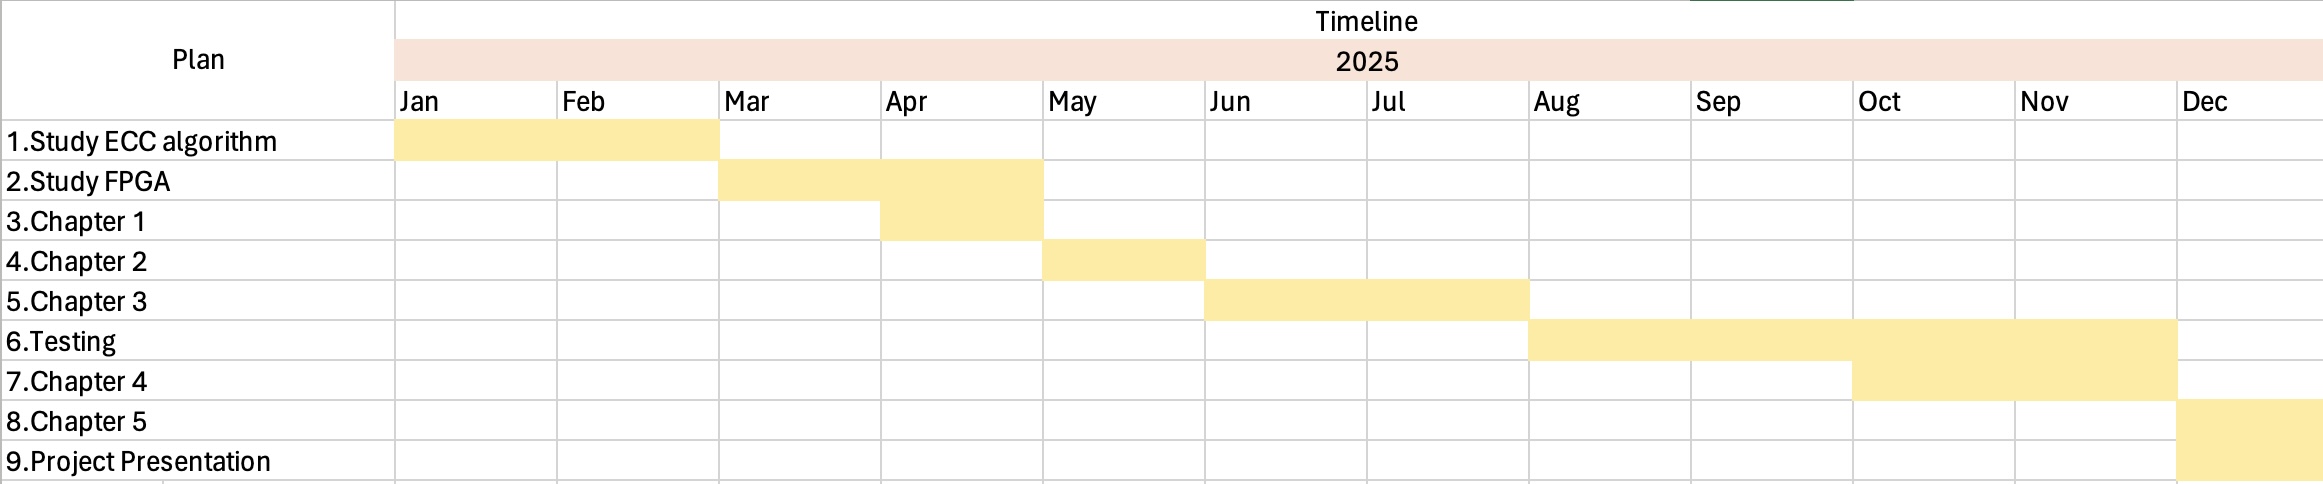 Timeline
Plan
2025
Jan Feb Mar Apr May Jun Jul Aug Sep Oct Nov Dec
1.Study ECC algorithm
2.Study FPGA
3.Chapter 1
4.Chapter 2
5.Chapter 3
6.Testing
7.Chapter 4
8.Chapter 5
9.Project Presentation